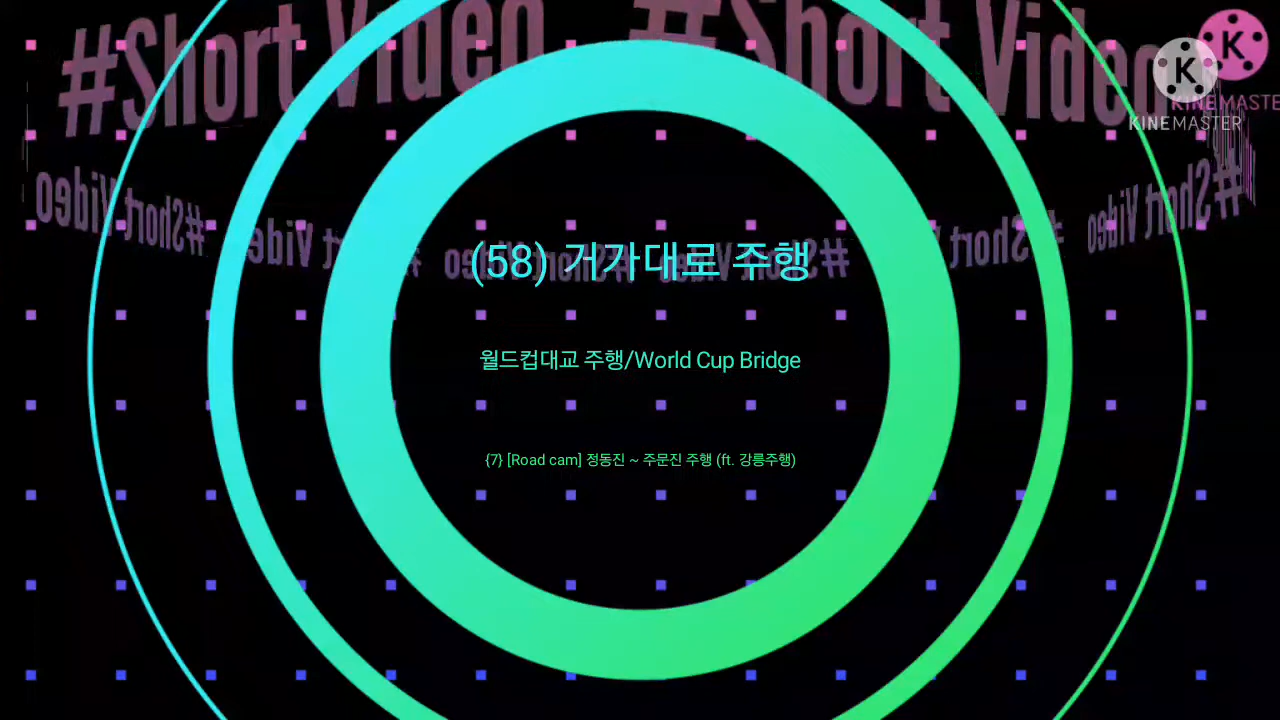 #Short Video #Short Video
KINEMASTER
KINEMASTER
#Short Video #Short Video #Short Video #Short Video #Short Video
(58) 거가대로 주행
월드컵대교 주행/World Cup Bridge
{7} [Road cam] 정동진 ~ 주문진 주행 (ft. 강릉주행)